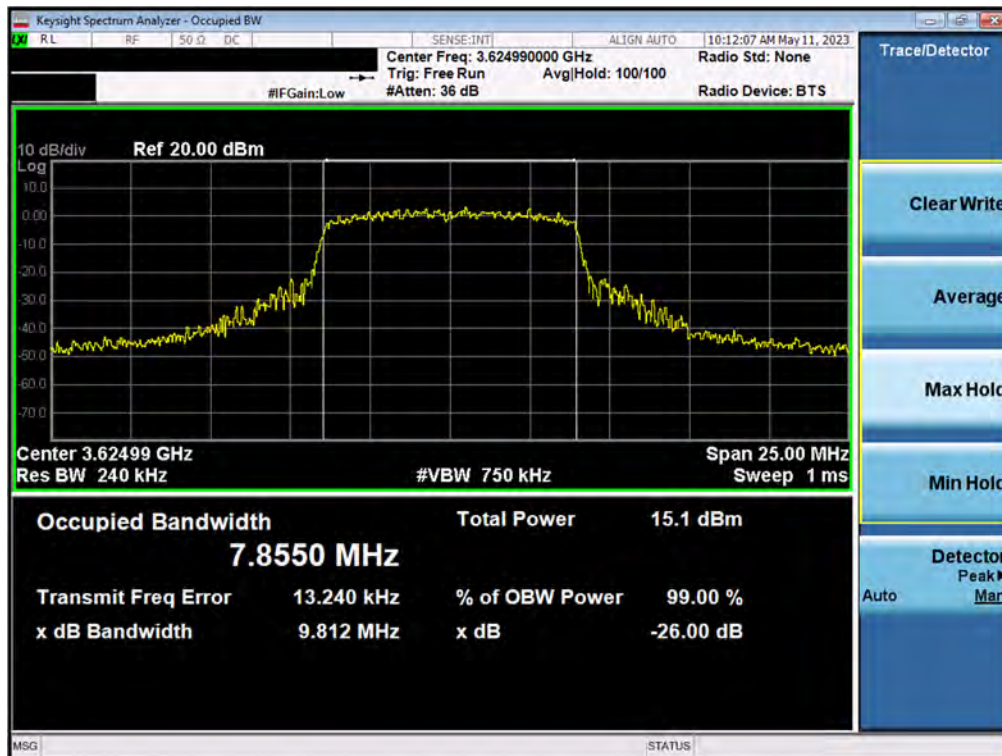 Keysight Spectrum Analyzer - Occupied BW
LXI RL RF 50 Ω DC SENSE:INT ALIGN AUTO 10:12:07 AM May 11, 2023
Center Freq: 3.624990000 GHz Radio Std: None
Trig: Free Run Avg|Hold: 100/100
#IFGain:Low #Atten: 36 dB Radio Device: BTS
10 dB/div Ref 20.00 dBm
Log
10.0
0.00
-10.0
-20.0
-30.0
-40.0
-50.0
-60.0
-70.0
Center 3.62499 GHz Span 25.00 MHz
Res BW 240 kHz #VBW 750 kHz Sweep 1 ms
Occupied Bandwidth Total Power 15.1 dBm
7.8550 MHz
Transmit Freq Error 13.240 kHz % of OBW Power 99.00 %
x dB Bandwidth 9.812 MHz x dB -26.00 dB
Trace/Detector
Clear Write
Average
Max Hold
Min Hold
Detector
Peak
Auto Man
MSG STATUS